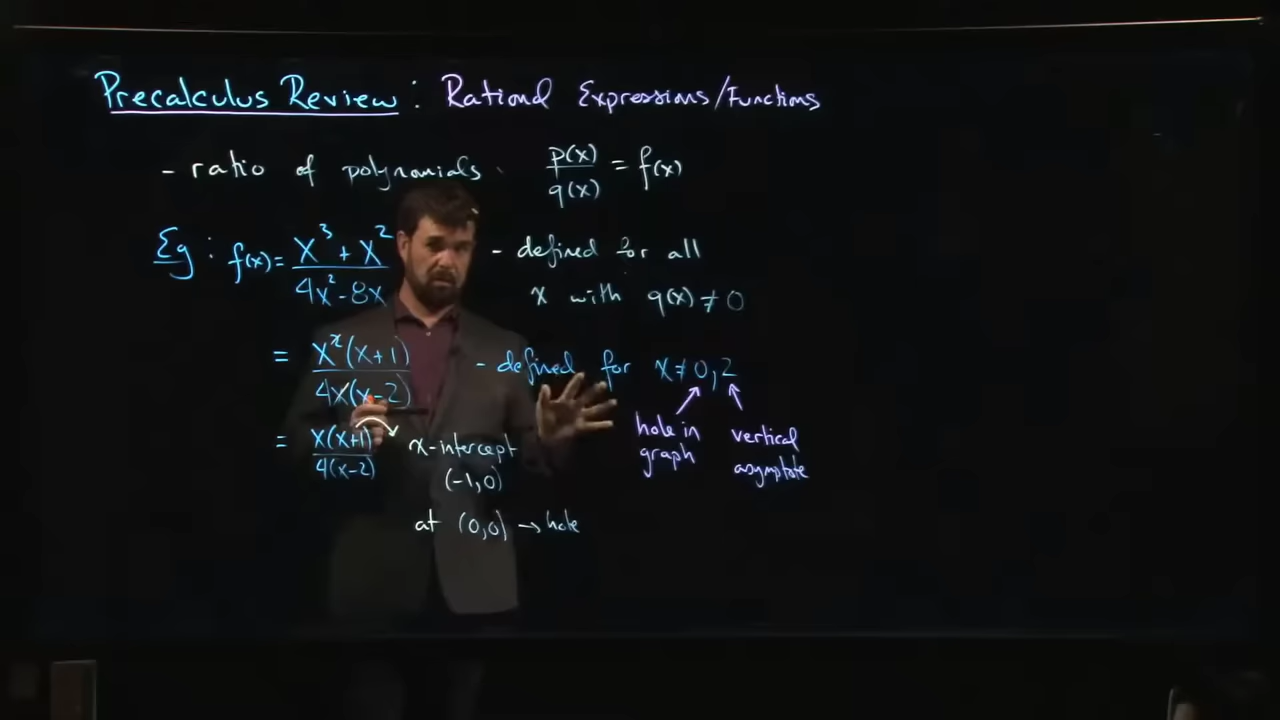 Precalculus Review: Rational Expressions/Functions
- ratio of polynomials. p(x)/q(x) = f(x)
Eg: f(x) = (x³ + x²)/(4x² - 8x) - defined for all
x with q(x) ≠ 0
= x²(x+1)/4x(x-2) - defined for x ≠ 0, 2
hole in graph
vertical asymptote
= x(x+1)/4(x-2) x-intercept
(-1,0)
at (0,0) → hole